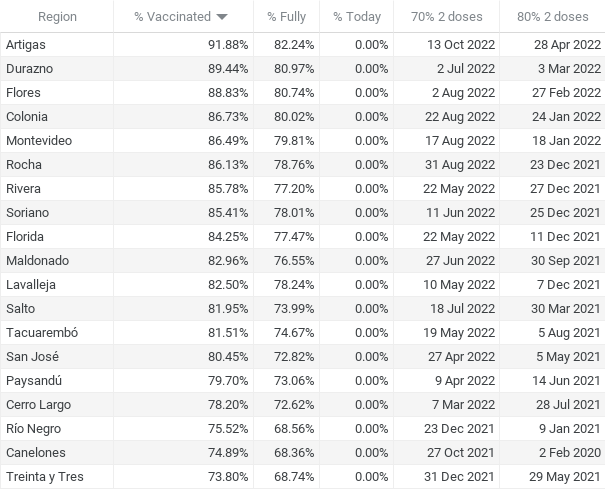 Region % Vaccinated % Fully % Today 70% 2 doses 80% 2 doses
Artigas 91.88% 82.24% 0.00% 13 Oct 2022 28 Apr 2022
Durazno 89.44% 80.97% 0.00% 2 Jul 2022 3 Mar 2022
Flores 88.83% 80.74% 0.00% 2 Aug 2022 27 Feb 2022
Colonia 86.73% 80.02% 0.00% 22 Aug 2022 24 Jan 2022
Montevideo 86.49% 79.81% 0.00% 17 Aug 2022 18 Jan 2022
Rocha 86.13% 78.76% 0.00% 31 Aug 2022 23 Dec 2021
Rivera 85.78% 77.20% 0.00% 22 May 2022 27 Dec 2021
Soriano 85.41% 78.01% 0.00% 11 Jun 2022 25 Dec 2021
Florida 84.25% 77.47% 0.00% 22 May 2022 11 Dec 2021
Maldonado 82.96% 76.55% 0.00% 27 Jun 2022 30 Sep 2021
Lavalleja 82.50% 78.24% 0.00% 10 May 2022 7 Dec 2021
Salto 81.95% 73.99% 0.00% 18 Jul 2022 30 Mar 2021
Tacuarembó 81.51% 74.67% 0.00% 19 May 2022 5 Aug 2021
San José 80.45% 72.82% 0.00% 27 Apr 2022 5 May 2021
Paysandú 79.70% 73.06% 0.00% 9 Apr 2022 14 Jun 2021
Cerro Largo 78.20% 72.62% 0.00% 7 Mar 2022 28 Jul 2021
Río Negro 75.52% 68.56% 0.00% 23 Dec 2021 9 Jan 2021
Canelones 74.89% 68.36% 0.00% 27 Oct 2021 2 Feb 2020
Treinta y Tres 73.80% 68.74% 0.00% 31 Dec 2021 29 May 2021